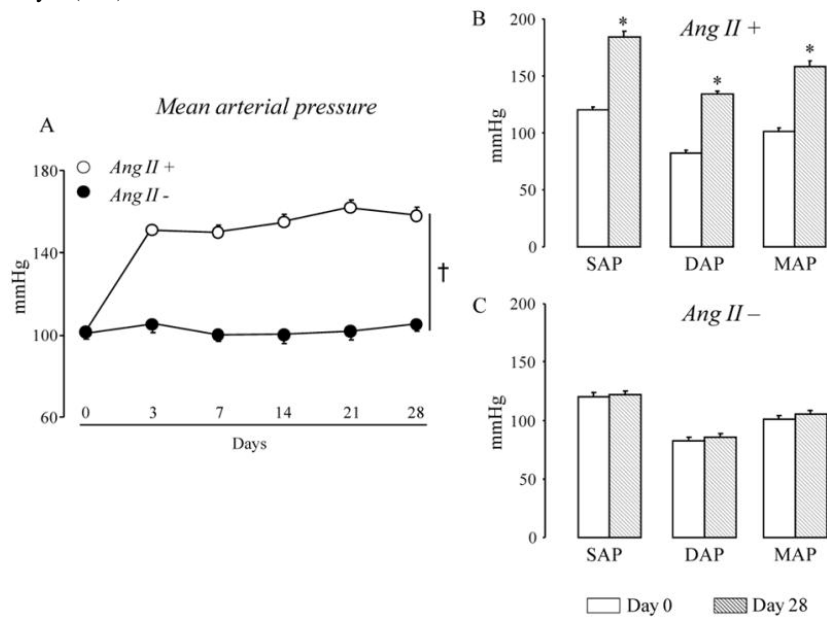 Mean arterial pressure
A
Ang II +
Ang II -
mmHg
180
140
100
60
0 3 7 14 21 28
Days
†
B
Ang II +
mmHg
200
150
100
50
0
* * *
SAP DAP MAP
C
Ang II –
mmHg
200
150
100
50
0
SAP DAP MAP
Day 0 Day 28